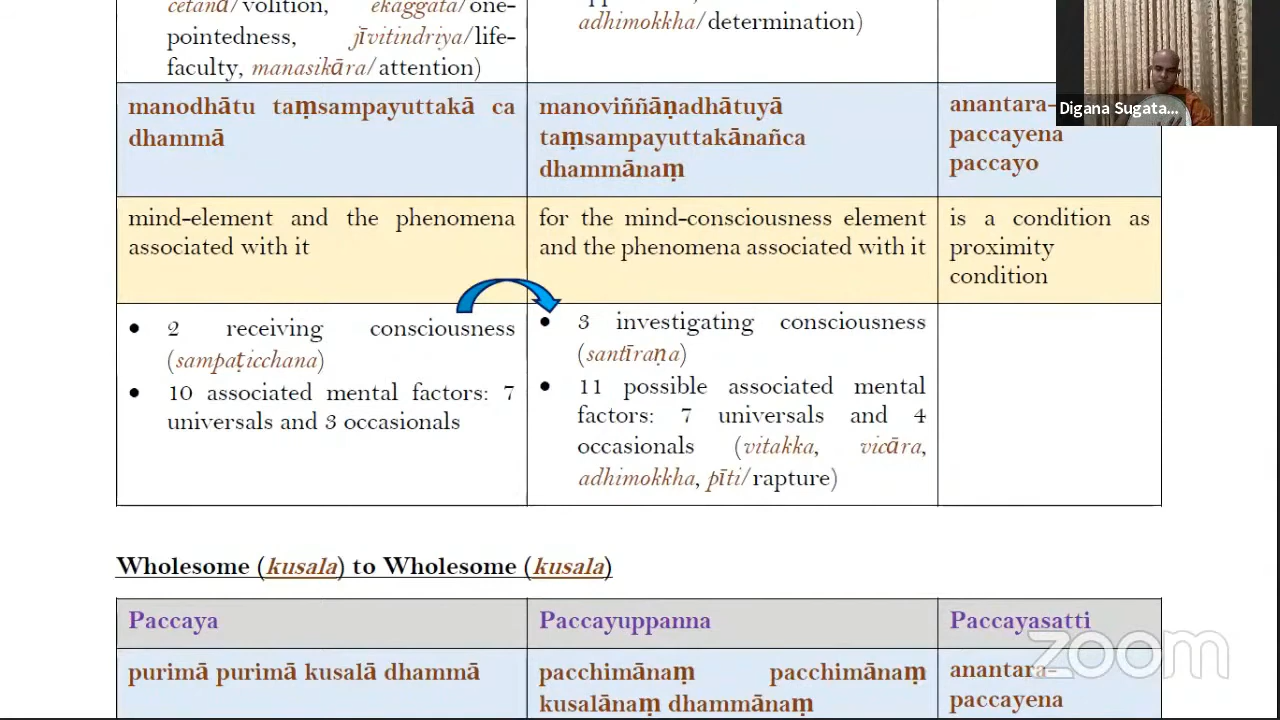 cetanā/volition, ekaggatā/one-
pointedness, jīvitindriya/life-
faculty, manasikāra/attention)
adhimokkha/determination)
manodhātu taṃsampayuttakā ca
dhammā
manoviññāṇadhātuyā
taṃsampayuttakānañca
dhammānaṃ
anantara-
paccayena
paccayo
mind-element and the phenomena
associated with it
for the mind-consciousness element
and the phenomena associated with it
is a condition as
proximity
condition
• 2 receiving consciousness
(sampaṭicchana)
• 10 associated mental factors: 7
universals and 3 occasionals
• 3 investigating consciousness
(santīraṇa)
• 11 possible associated mental
factors: 7 universals and 4
occasionals (vitakka, vicāra,
adhimokkha, pīti/rapture)
Wholesome (kusala) to Wholesome (kusala)
Paccaya
Paccayuppanna
Paccayasatti
purimā purimā kusalā dhammā
pacchimānaṃ pacchimānaṃ
kusalānaṃ dhammānaṃ
anantara-
paccayena
Digana Sugata...
zoom